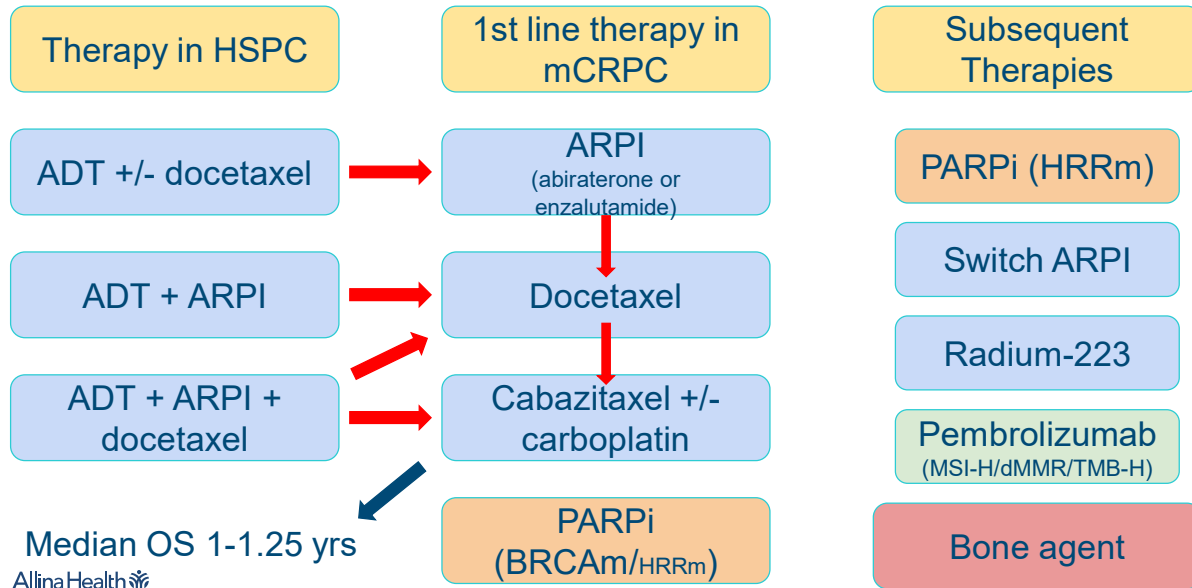 Therapy in HSPC
1st line therapy in
mCRPC
Subsequent
Therapies
ADT +/- docetaxel
ARPI
(abiraterone or
enzalutamide)
PARPi (HRRm)
Switch ARPI
ADT + ARPI
Docetaxel
Radium-223
ADT + ARPI +
docetaxel
Cabazitaxel +/-
carboplatin
Pembrolizumab
(MSI-H/dMMR/TMB-H)
Median OS 1-1.25 yrs
PARPi
(BRCAm/HRRm)
Bone agent
Allina Health